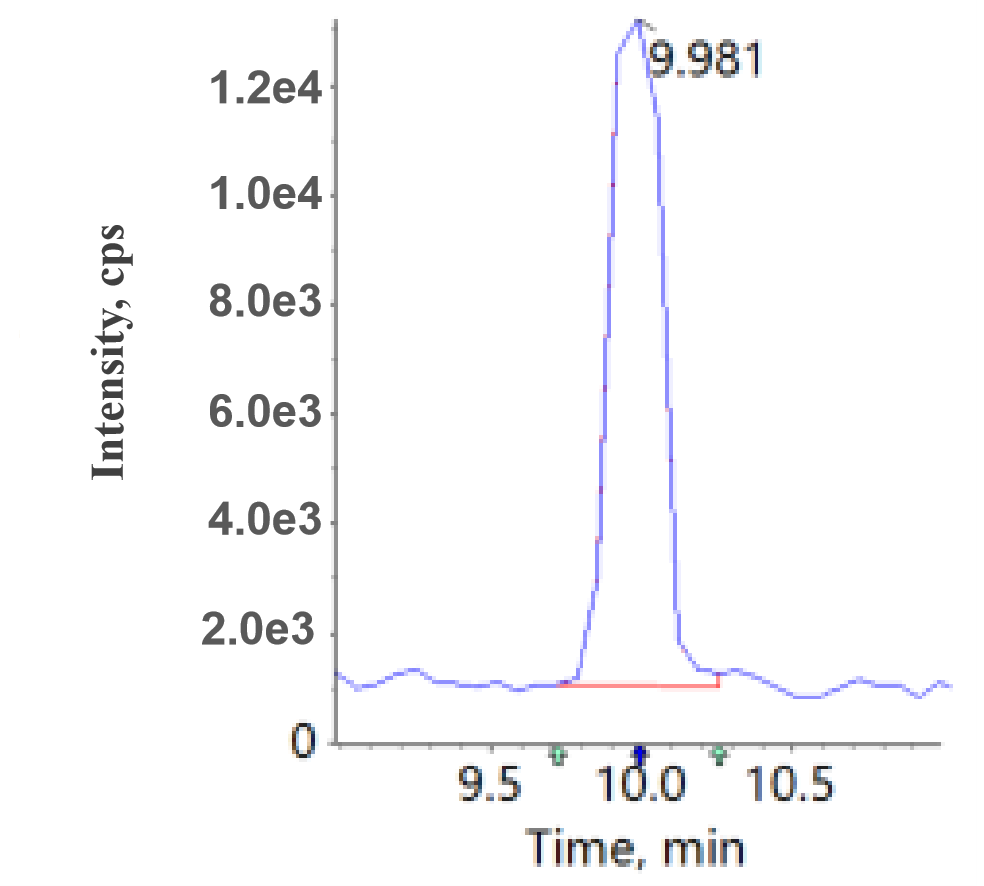 9.981
1.2e4
1.0e4
8.0e3
6.0e3
4.0e3
2.0e3
0
Intensity, cps
9.5 10.0 10.5
Time, min